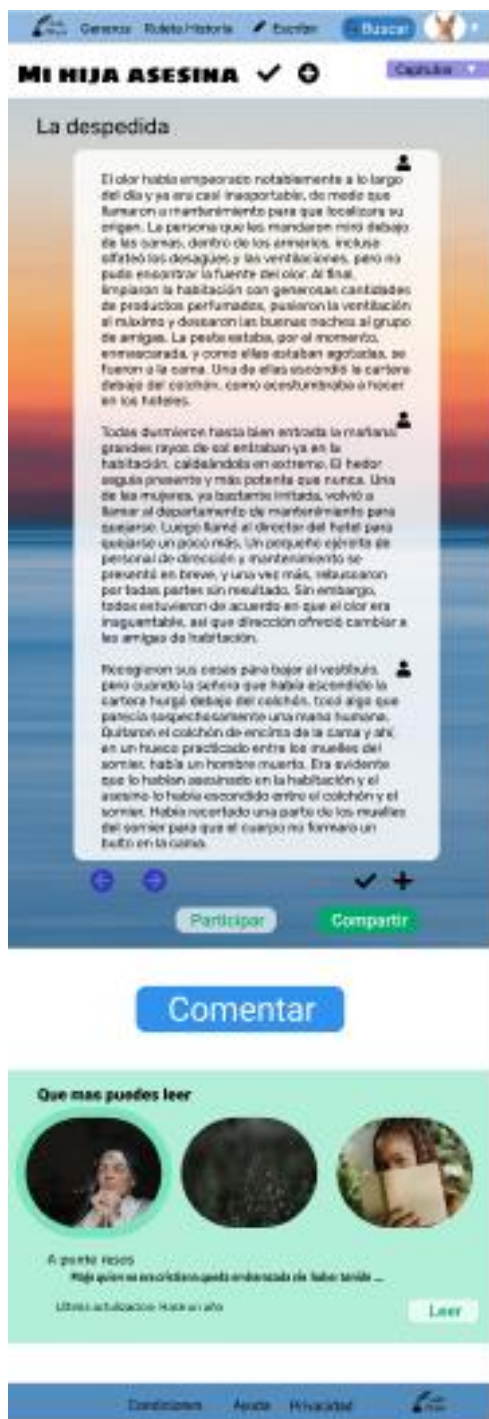 Generos Ruleta Historia Escribir Buscar
MI HIJA ASESINA
Capitulos
La despedida
El olor había empeorado notablemente a lo largo
del día y ya era casi insoportable, de modo que
llamaron a mantenimiento para que localizara su
origen. La persona que les mandaron miró debajo
de las camas, dentro de los armarios, incluso
olfateó los desagües y las ventilaciones, pero no
pudo encontrar la fuente del olor. Al final,
limpiaron la habitación con generosas cantidades
de productos perfumados, pusieron la ventilación
al máximo y desearon las buenas noches al grupo
de amigas. La peste estaba, por el momento,
enmascarada, y como ellas estaban agotadas, se
fueron a la cama. Una de ellas escondió la cartera
debajo del colchón, como acostumbraba a hacer
en los hoteles.
Todas durmieron hasta bien entrada la mañana
grandes rayos de sol entraban ya en la
habitación, caldeándola en extremo. El hedor
seguía presente y más potente que nunca. Una
de las mujeres, ya bastante irritada, volvió a
llamar al departamento de mantenimiento para
quejarse. Luego llamó al director del hotel para
quejarse un poco más. Un pequeño ejército de
personal de dirección y mantenimiento se
presentó en breve, y una vez más, rebuscaron
por todas partes sin resultado. Sin embargo,
todos estuvieron de acuerdo en que el olor era
inaguantable, así que dirección ofreció cambiar a
las amigas de habitación.
Recogieron sus cosas para bajar al vestíbulo,
pero cuando la señora que había escondido la
cartera hurgó debajo del colchón, tocó algo que
parecía sospechosamente una mano humana.
Quitaron el colchón de encima de la cama y ahí,
en un hueco practicado entre los muelles del
somier, había un hombre muerto. Era evidente
que lo habían asesinado en la habitación y el
asesino lo había escondido entre el colchón y el
somier. Había recortado una parte de los muelles
del somier para que el cuerpo no formara un
bulto en la cama.
Participar Compartir
Comentar
Que mas puedes leer
A punto
quien no era cristiana queda embarazada sin haber tenido ...
Ultima actulizacion: Hace un año
Leer
Condiciones Ayuda Privacidad